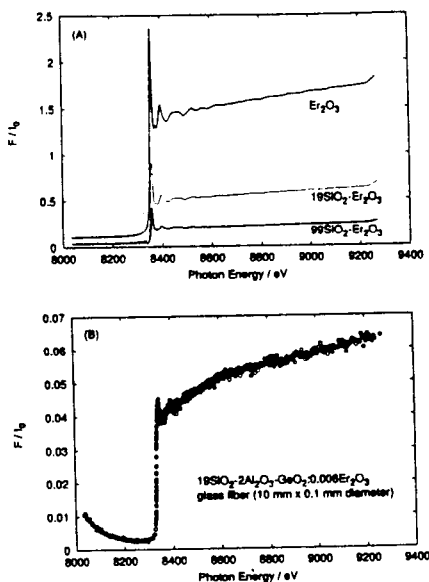 (A)
2.5
2
1.5
1
0.5
0
F / I₀
Er₂O₃
19SiO₂·Er₂O₃
99SiO₂·Er₂O₃
8000 8200 8400 8600 8800 9000 9200 9400
Photon Energy / eV
(B)
0.07
0.06
0.05
0.04
0.03
0.02
0.01
0
F / I₀
19SiO₂-2Al₂O₃-GeO₂:0.006Er₂O₃
glass fiber (10 mm x 0.1 mm diameter)
8000 8200 8400 8600 8800 9000 9200 9400
Photon Energy / eV